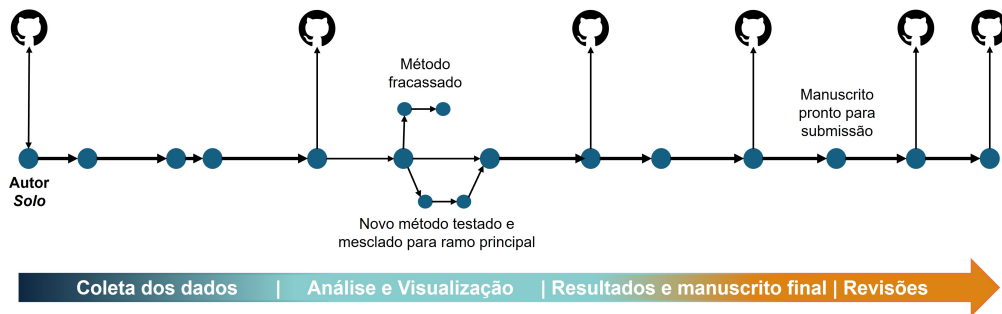 Método
fracassado
Manuscrito
pronto para
submissão
Autor
Solo
Novo método testado e
mesclado para ramo principal
Coleta dos dados | Análise e Visualização | Resultados e manuscrito final | Revisões